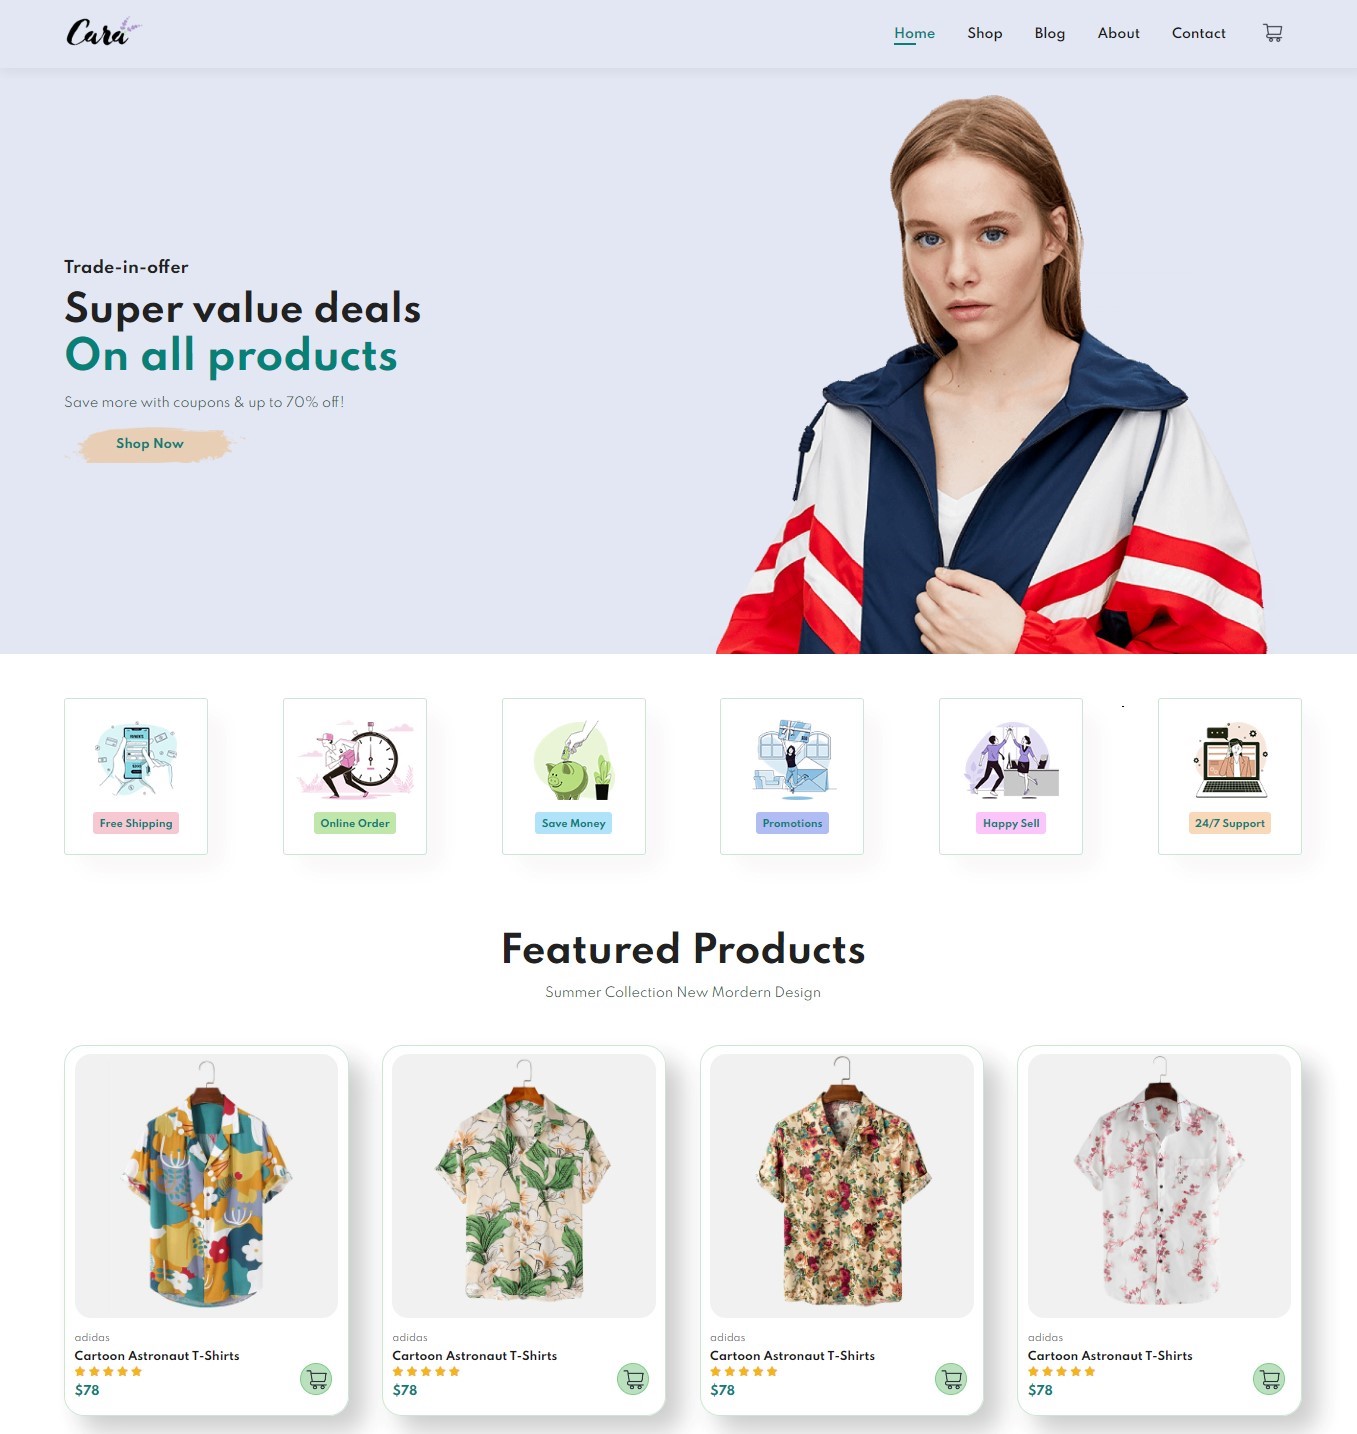 Cara
Home Shop Blog About Contact
Trade-in-offer
Super value deals
On all products
Save more with coupons & up to 70% off!
Shop Now
Free Shipping
Online Order
Save Money
Promotions
Happy Sell
24/7 Support
Featured Products
Summer Collection New Mordern Design
adidas
Cartoon Astronaut T-Shirts
$78
adidas
Cartoon Astronaut T-Shirts
$78
adidas
Cartoon Astronaut T-Shirts
$78
adidas
Cartoon Astronaut T-Shirts
$78